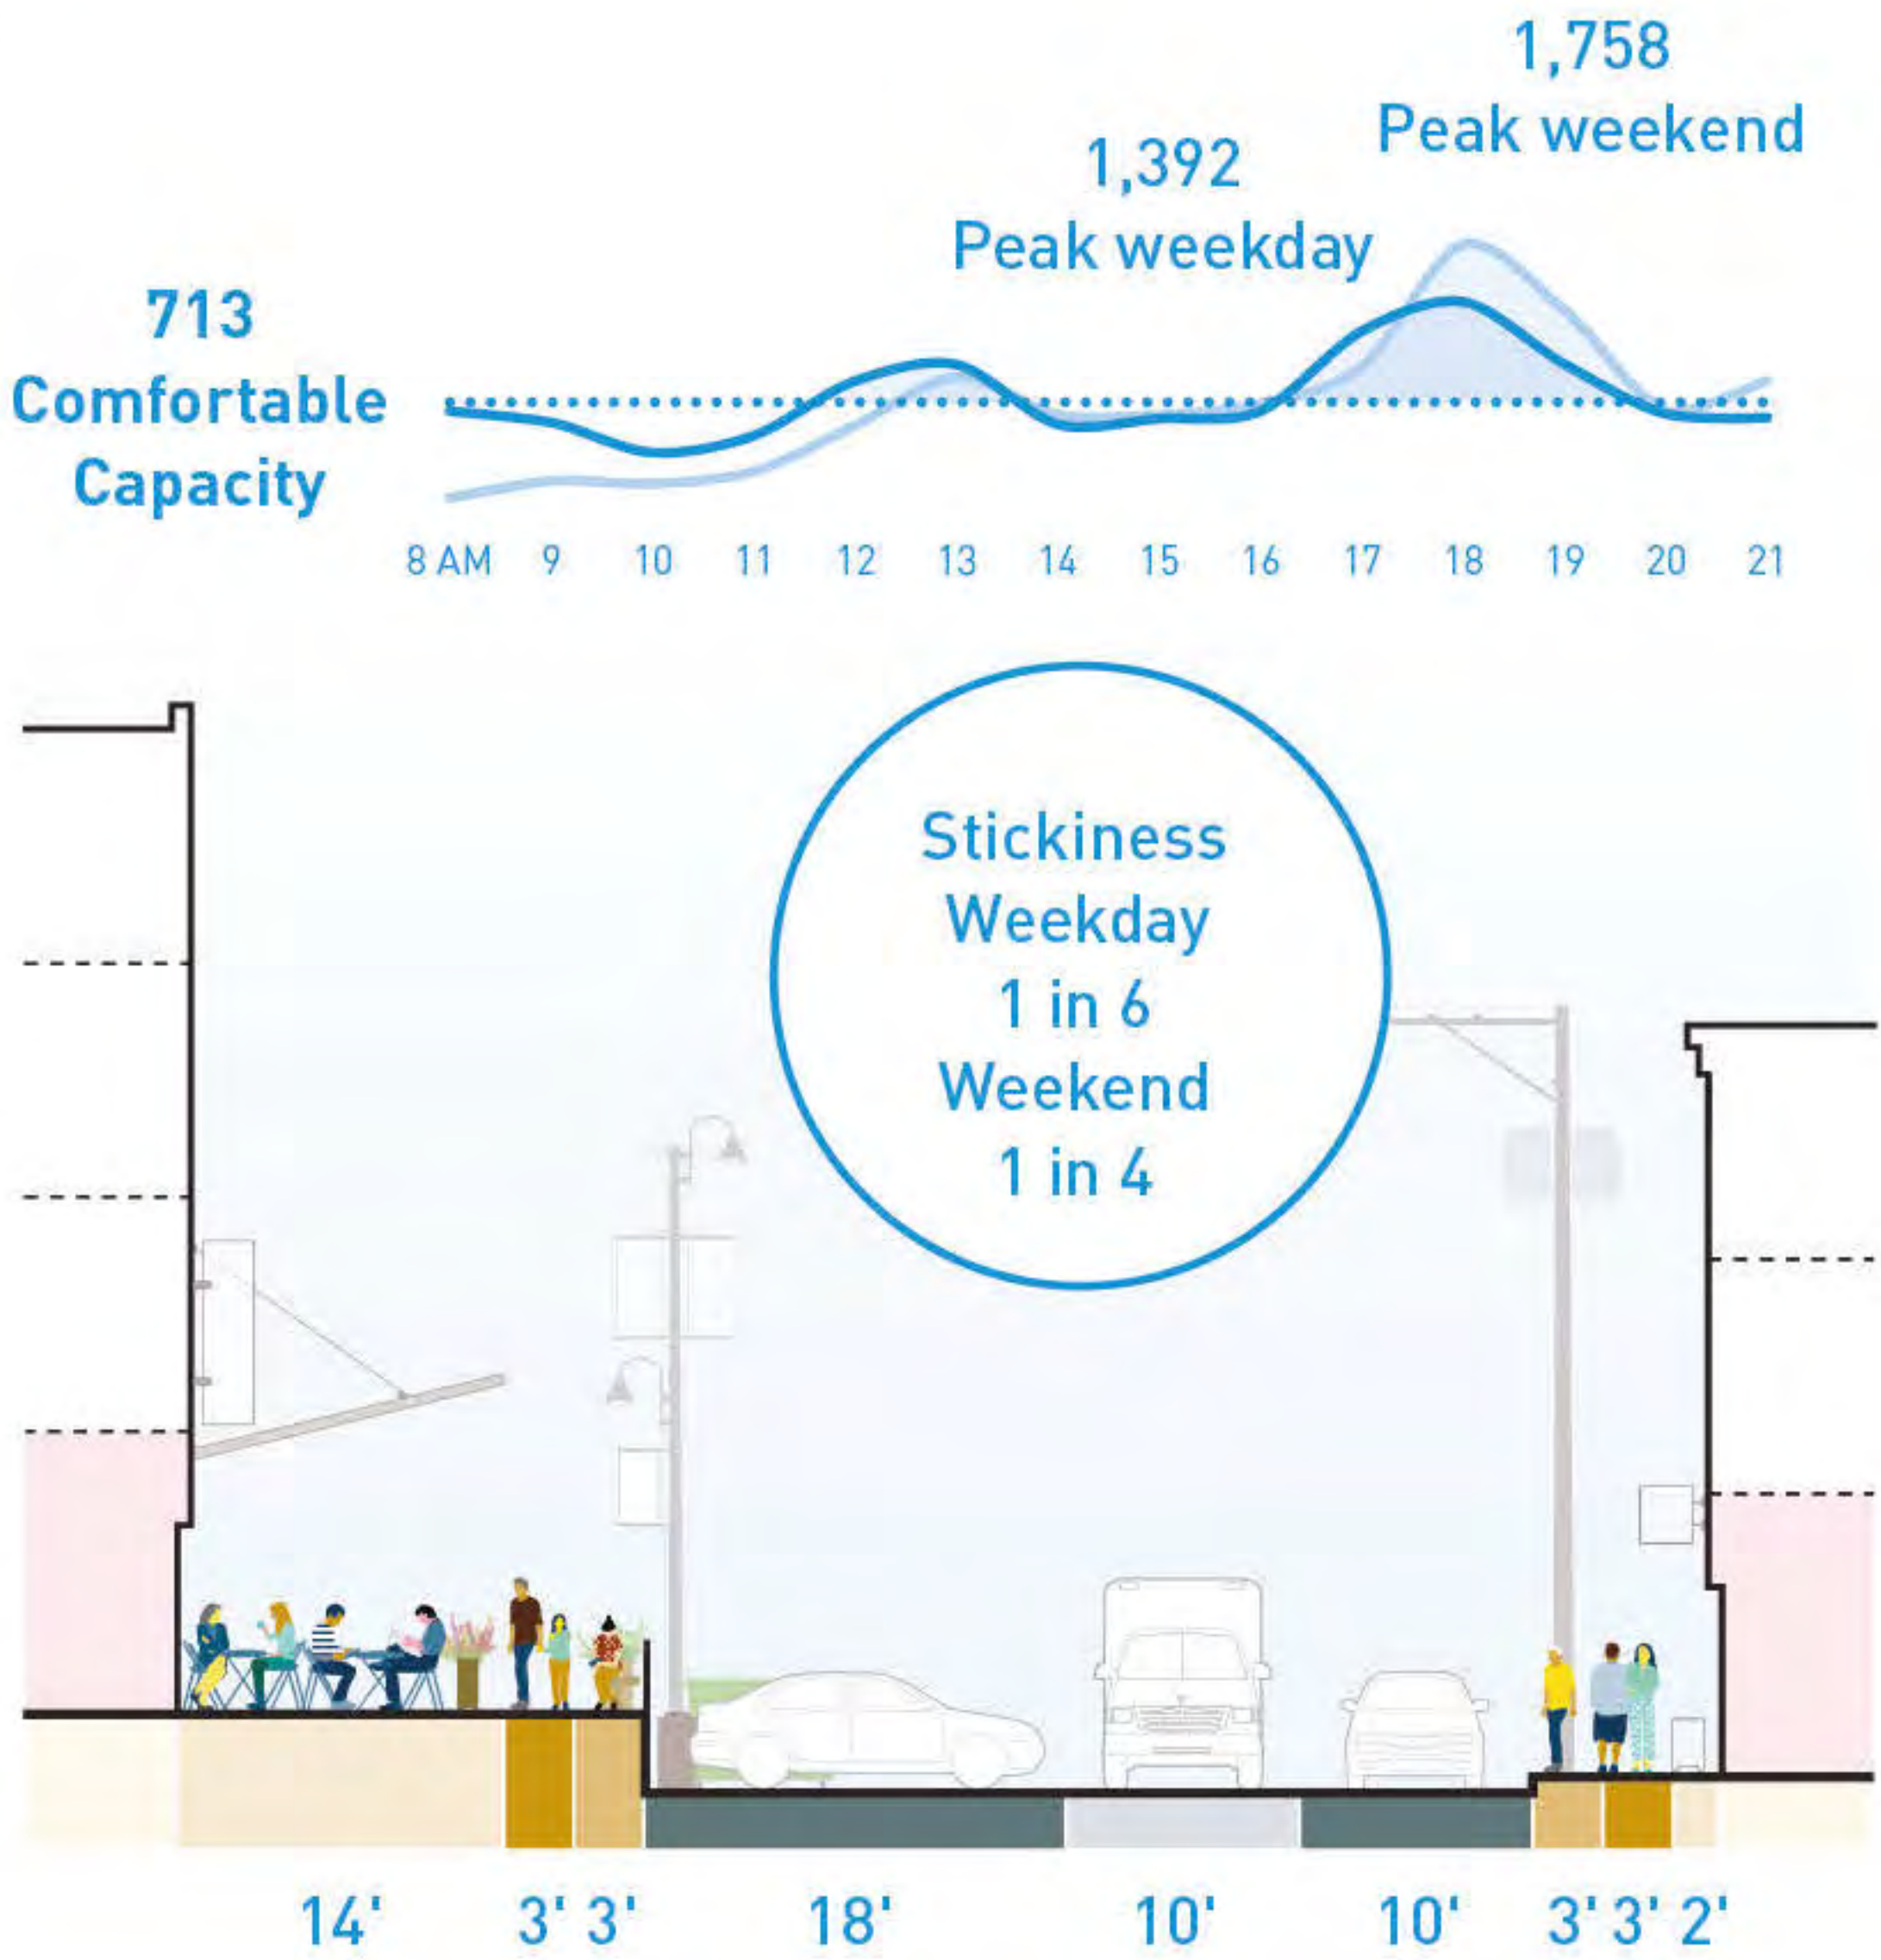 1,758
Peak weekend
1,392
Peak weekday
713
Comfortable
Capacity
8 AM 9 10 11 12 13 14 15 16 17 18 19 20 21
Stickiness
Weekday
1 in 6
Weekend
1 in 4
14' 3' 3' 18' 10' 10' 3' 3' 2'